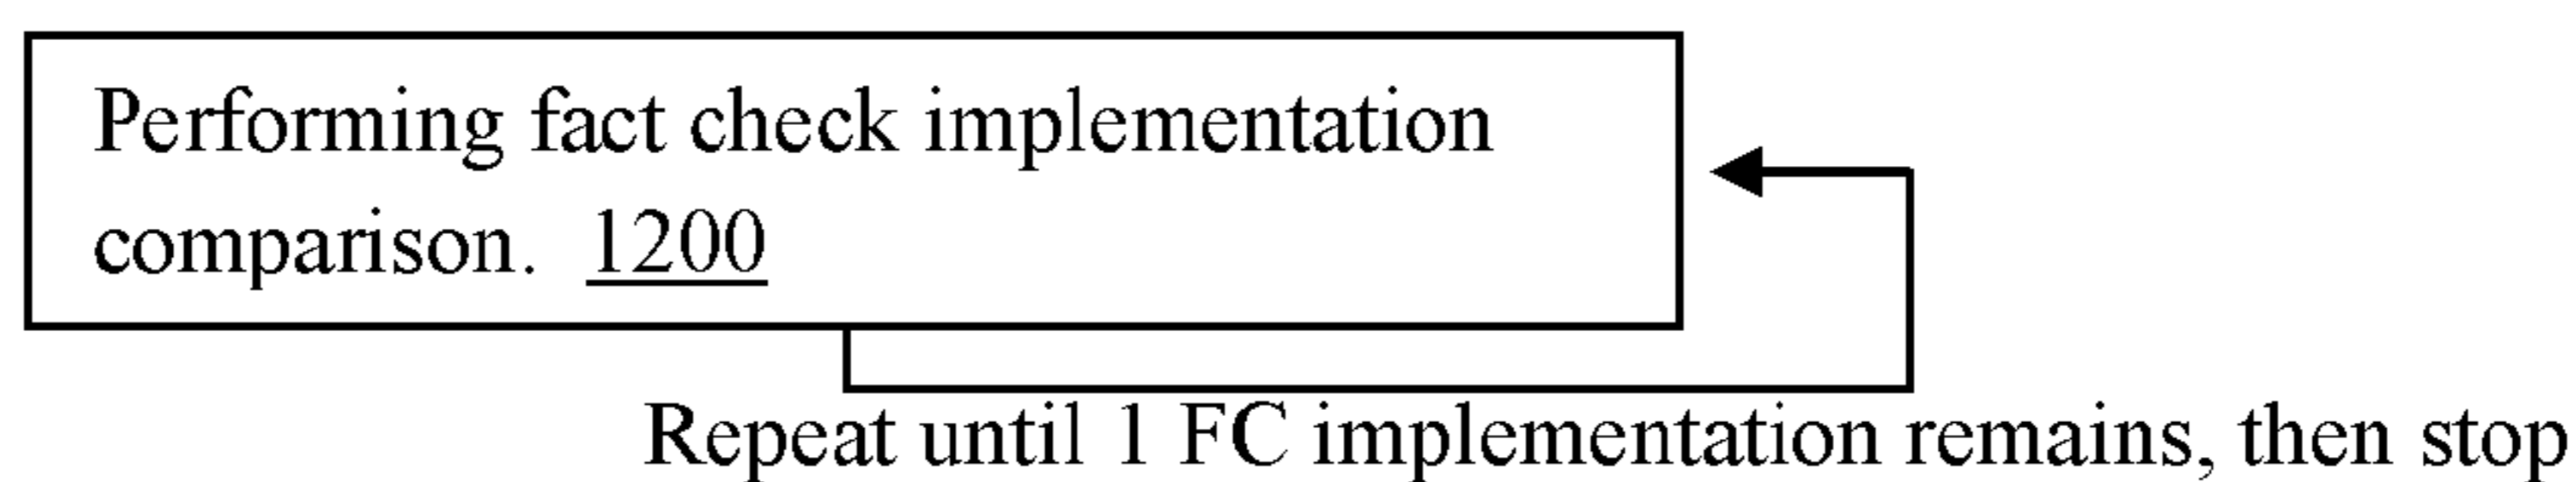 Performing fact check implementation
comparison. 1200
Repeat until 1 FC implementation remains, then stop